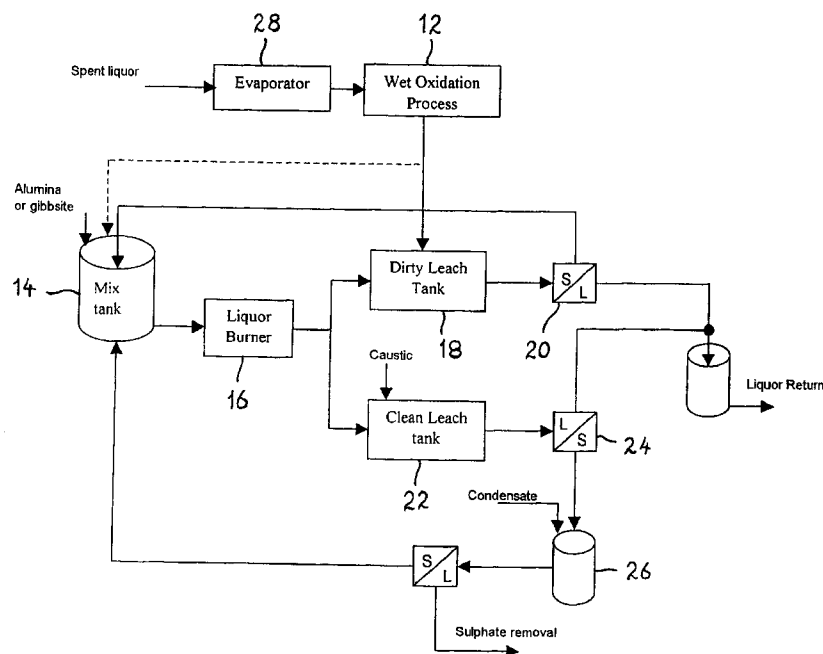 28
12
Spent liquor
Evaporator
Wet Oxidation
Process
Alumina
or gibbsite
14
Mix
tank
Liquor
Burner
16
Dirty Leach
Tank
18
S
L
20
Caustic
Clean Leach
tank
22
L
S
24
Liquor Return
Condensate
26
S
L
Sulphate removal